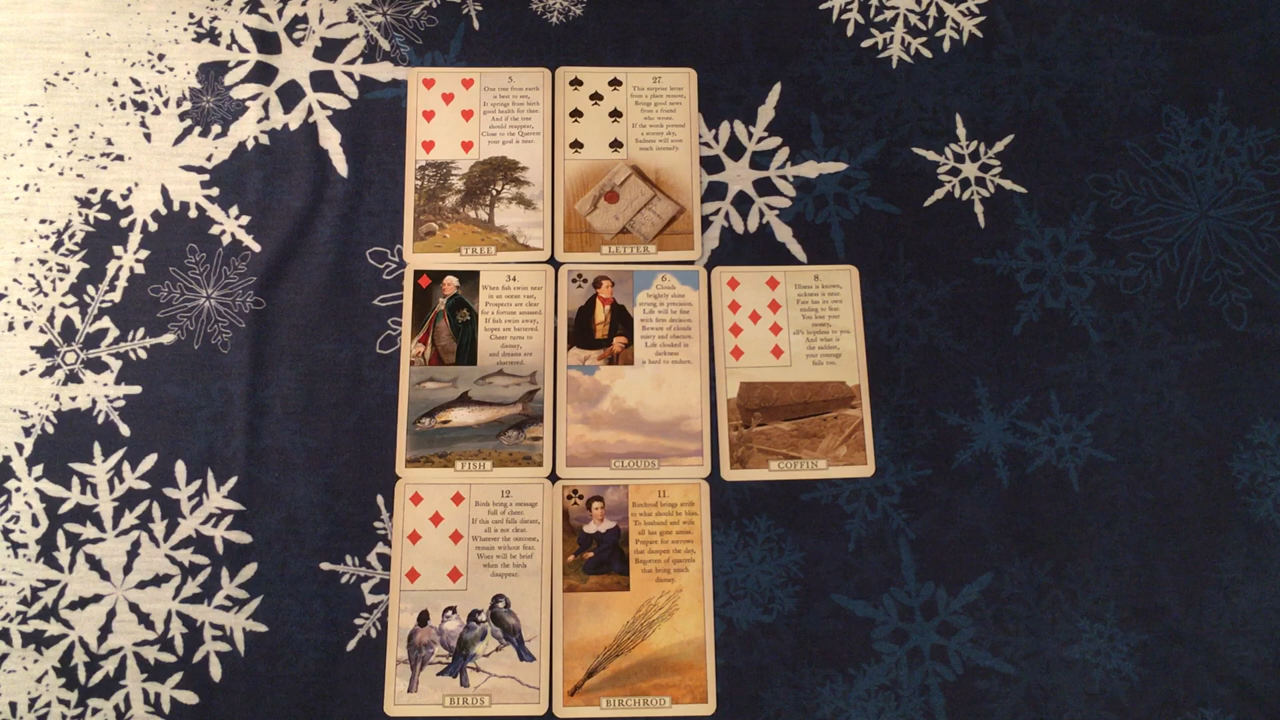 5.
One tree from earth
is best to see,
It springs from birth
good health for thee.
And if the tree
should reappear,
Close to the Querent
your goal is near.
TREE
27.
This surprise letter
from a place remote,
Brings good news
from a friend
who wrote.
If the words portend
a stormy sky,
Sadness will soon
much intensify.
LETTER
34.
When fish swim near
in an ocean vast,
Prospects are clear
for a fortune amassed.
If fish swim away,
hopes are battered.
Cheer turns to
dismay,
and dreams are
shattered.
FISH
6.
Clouds
brightly shine
strong in precision.
Life will be fine
with firm decision.
Beware of clouds
misty and obscure.
Life cloaked in
darkness
is hard to endure.
CLOUDS
8.
Illness is known,
sickness is near.
Fate has its own
ending to fear.
You lose your
money,
all's hopeless to you.
And what is
the saddest,
your courage
fails too.
COFFIN
12.
Birds bring a message
full of cheer.
If this card falls distant,
all is not clear.
Whatever the outcome,
remain without fear.
Woes will be brief
when the birds
disappear.
BIRDS
11.
Birchrod brings strife
to what should be bliss.
To husband and wife
all has gone amiss.
Prepare for sorrows
that dampen the day,
Begotten of quarrels
that bring much
dismay.
BIRCHROD